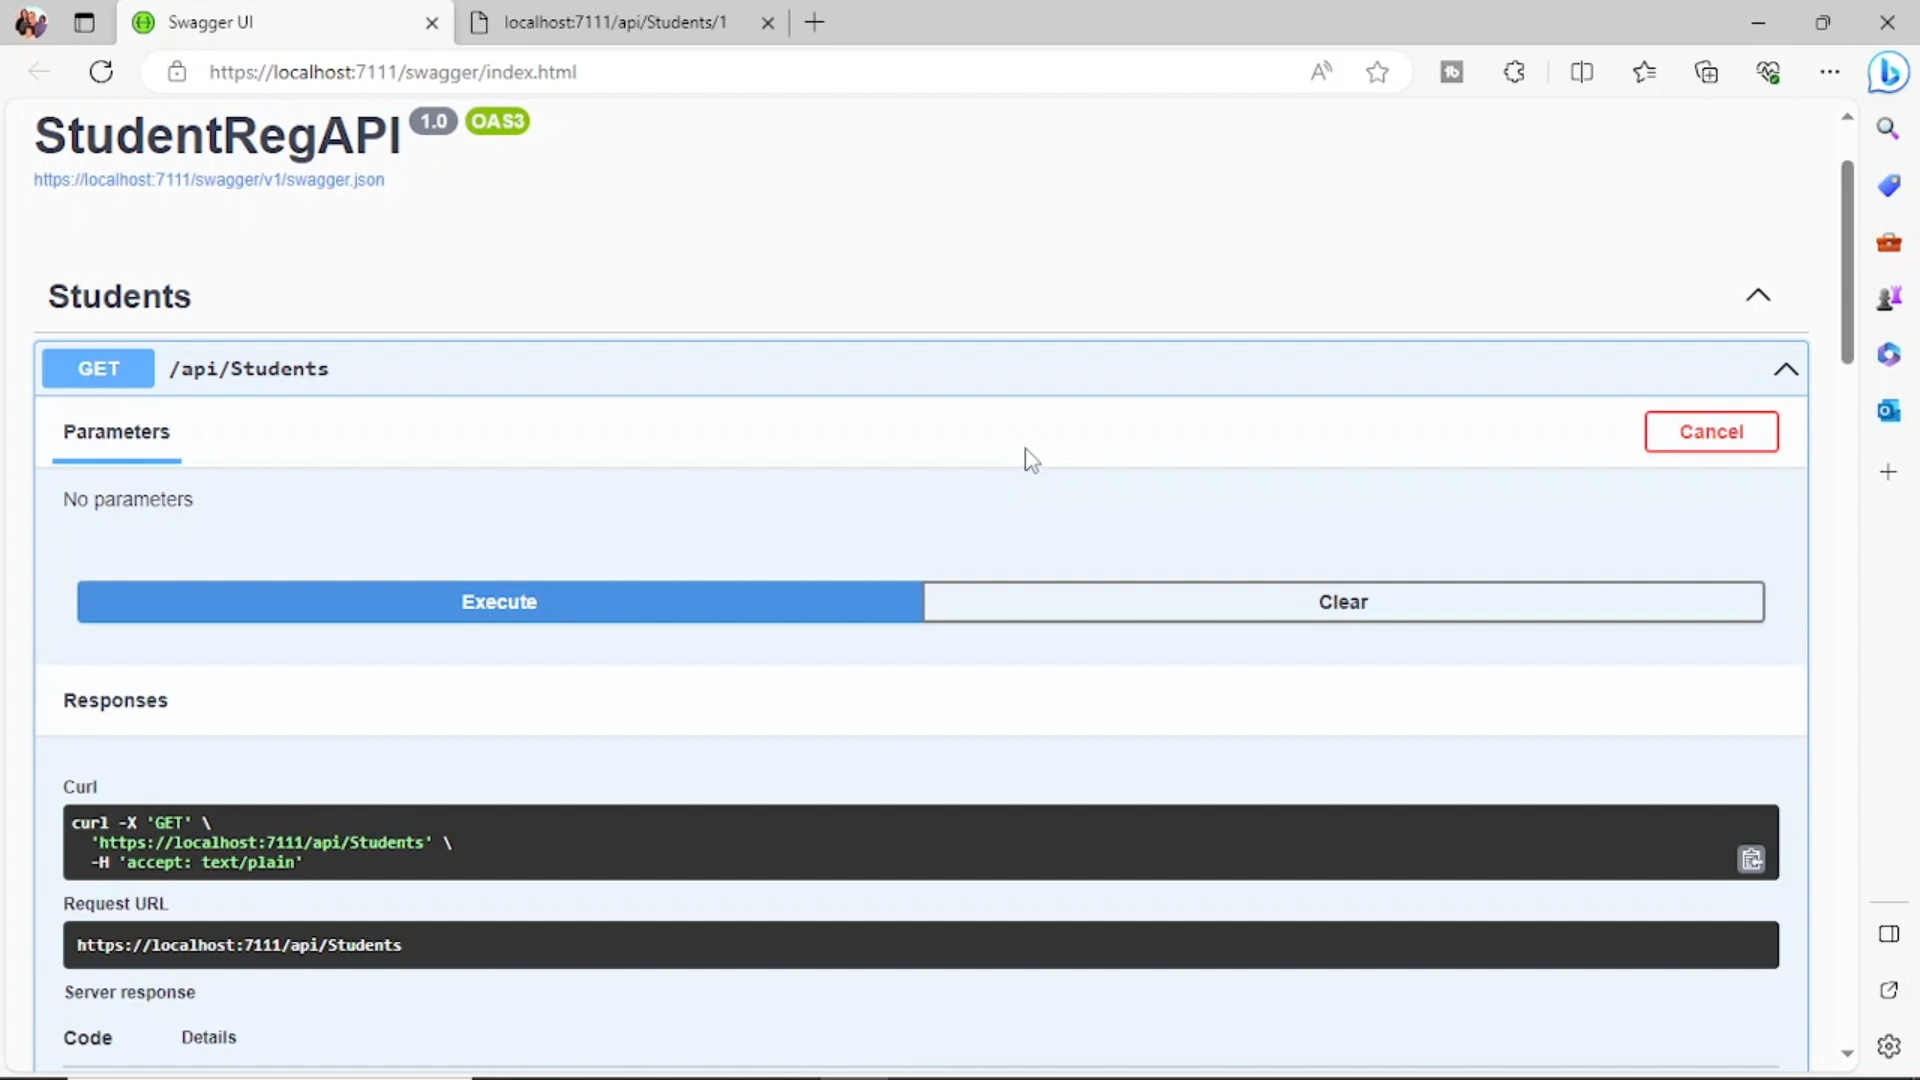 Swagger UI
localhost:7111/api/Students/1
https://localhost:7111/swagger/index.html
StudentRegAPI 1.0 OAS3
https://localhost:7111/swagger/v1/swagger.json
Students
GET /api/Students
Parameters
Cancel
No parameters
Execute
Clear
Responses
Curl
curl -X 'GET' \
'https://localhost:7111/api/Students' \
-H 'accept: text/plain'
Request URL
https://localhost:7111/api/Students
Server response
Code Details